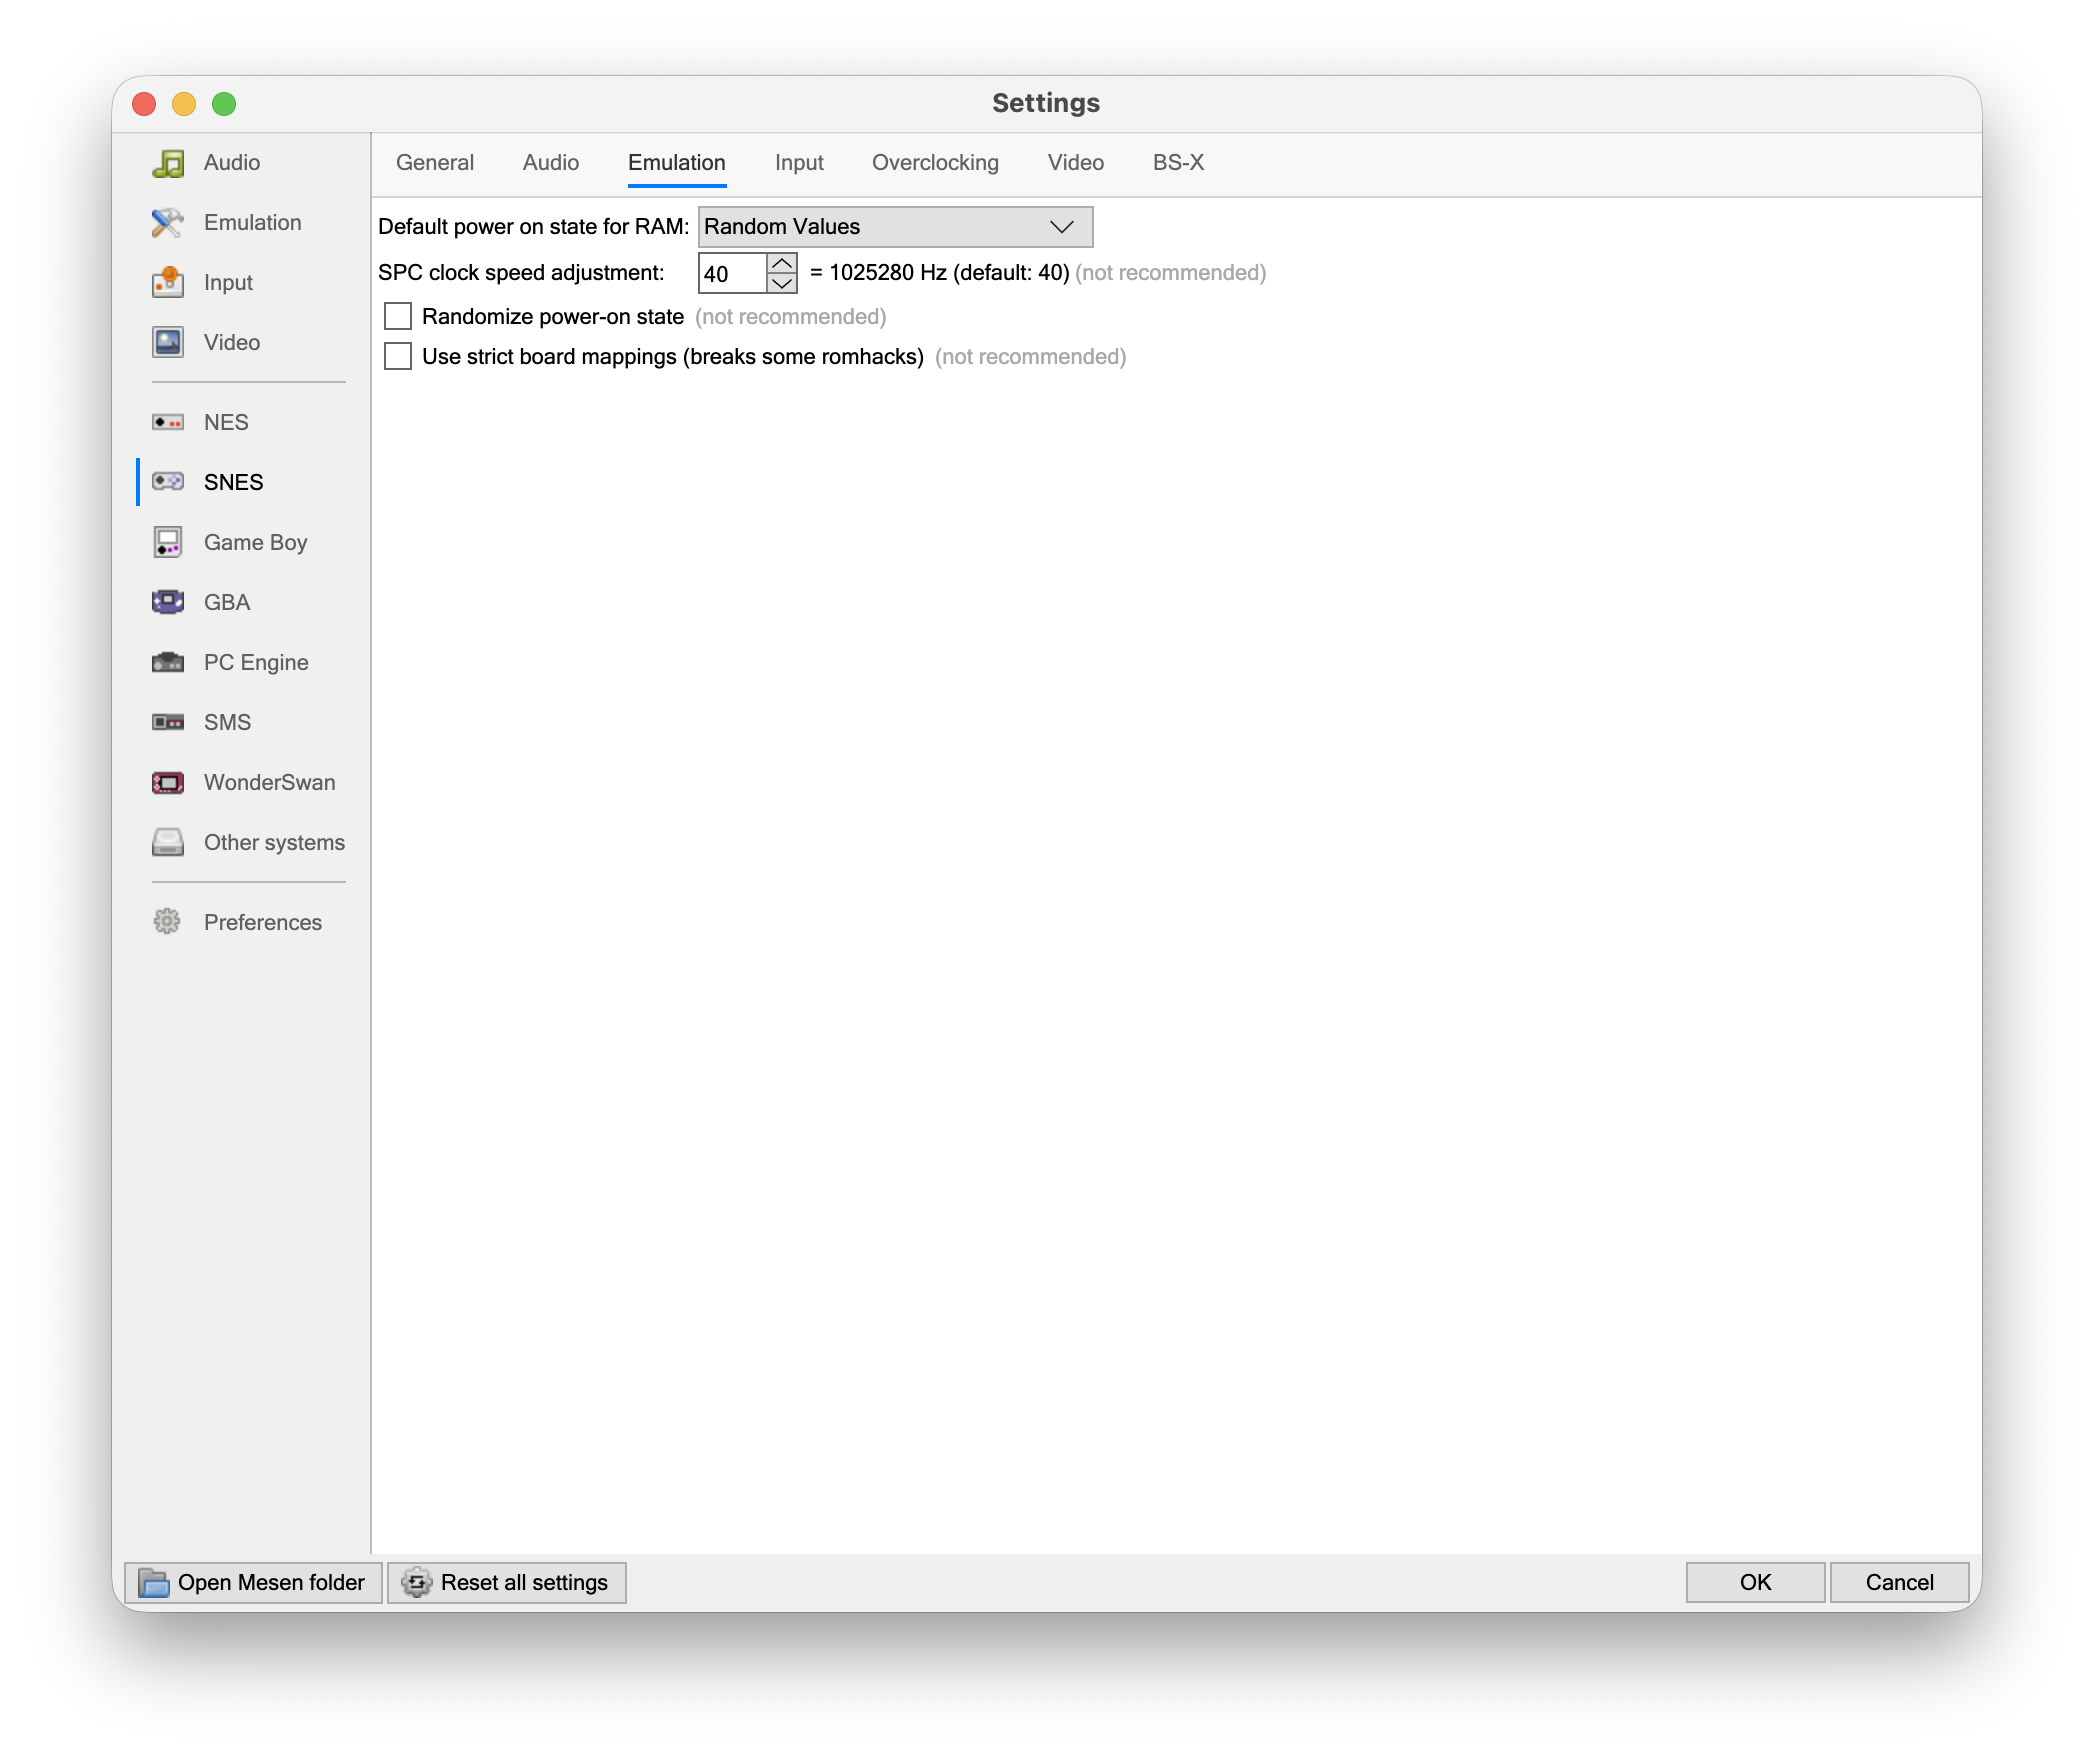 Settings
Audio
Emulation
Input
Video
NES
SNES
Game Boy
GBA
PC Engine
SMS
WonderSwan
Other systems
Preferences
General Audio Emulation Input Overclocking Video BS-X
Default power on state for RAM: Random Values
SPC clock speed adjustment: 40 = 1025280 Hz (default: 40) (not recommended)
Randomize power-on state (not recommended)
Use strict board mappings (breaks some romhacks) (not recommended)
Open Mesen folder Reset all settings OK Cancel